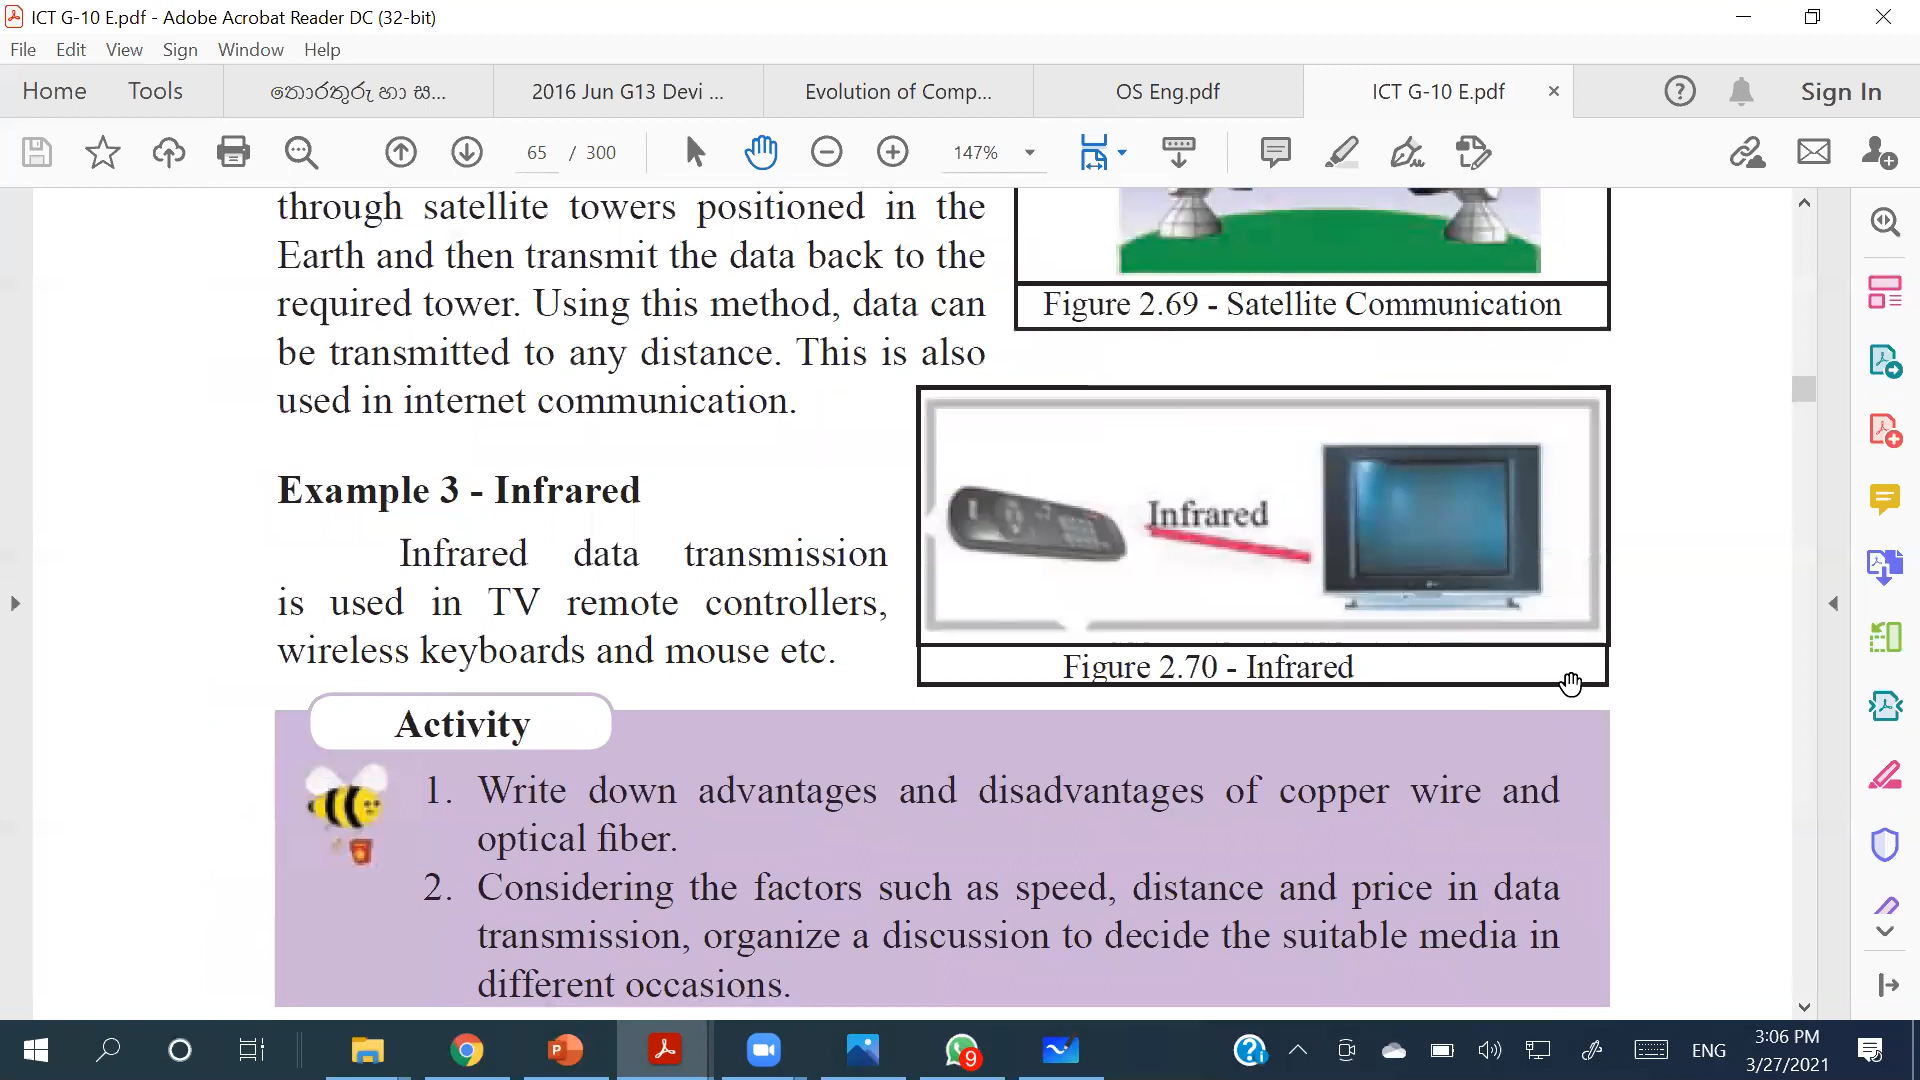 ICT G-10 E.pdf - Adobe Acrobat Reader DC (32-bit)
File Edit View Sign Window Help
Home Tools තොරතුරු හා ස... 2016 Jun G13 Devi ... Evolution of Comp... OS Eng.pdf ICT G-10 E.pdf × Sign In
65 / 300 147%
through satellite towers positioned in the
Earth and then transmit the data back to the
required tower. Using this method, data can
be transmitted to any distance. This is also
used in internet communication.
Figure 2.69 - Satellite Communication
Example 3 - Infrared
Infrared data transmission
is used in TV remote controllers,
wireless keyboards and mouse etc.
Infrared
Figure 2.70 - Infrared
Activity
1. Write down advantages and disadvantages of copper wire and
optical fiber.
2. Considering the factors such as speed, distance and price in data
transmission, organize a discussion to decide the suitable media in
different occasions.
9
ENG
3:06 PM
3/27/2021